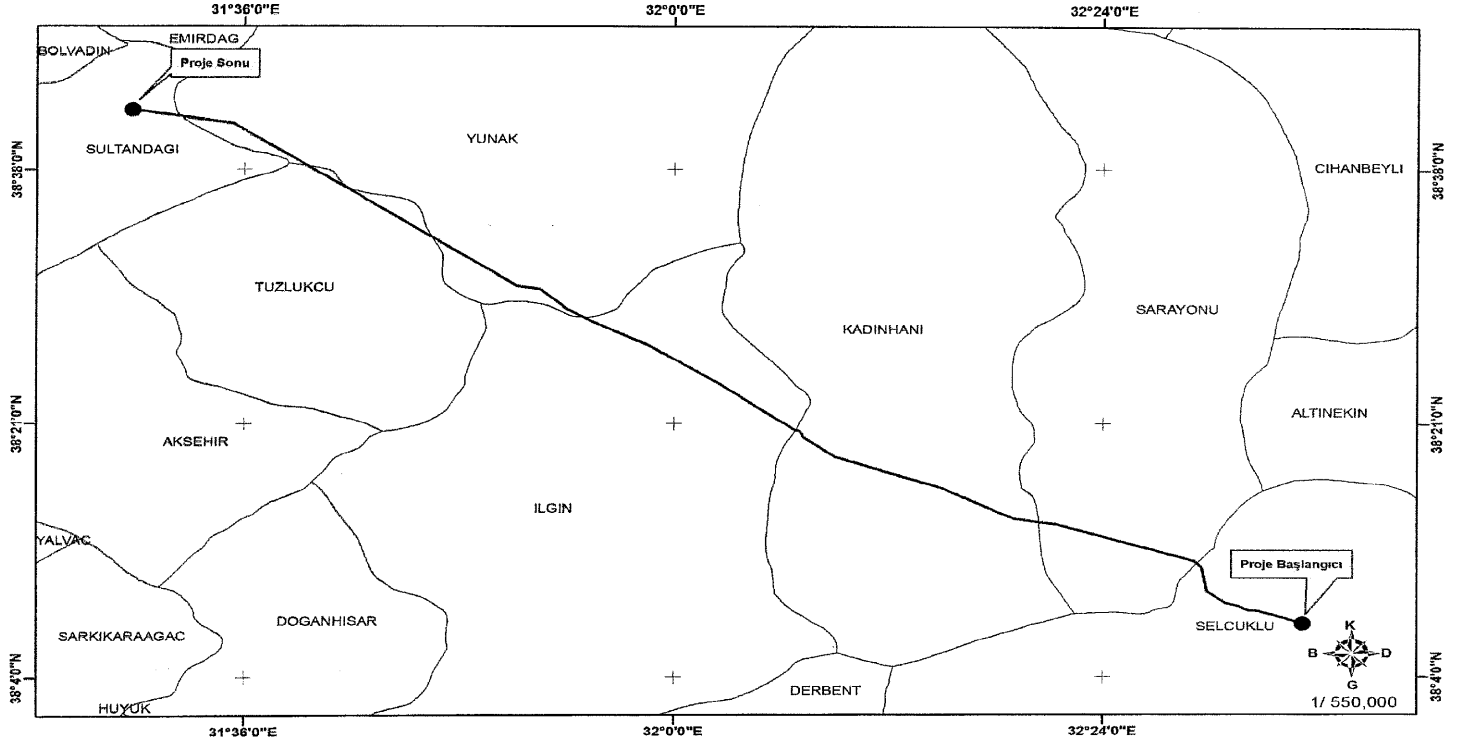 31°36'0"E
32°0'0"E
32°24'0"E
BOLVADIN
EMIRDAG
Proje Sonu
YUNAK
SULTANDAGI
38°38'0"N
CIHANBEYLI
38°38'0"N
TUZLUKCU
SARAYONU
KADINHANI
38°21'0"N
ALTINEKIN
38°21'0"N
AKSEHIR
ILGIN
YALVAC
Proje Başlangıcı
DOGANHISAR
SELCUKLU
SARKIKARAAGAC
K
B
D
G
38°4'0"N
38°4'0"N
DERBENT
1/ 550,000
HUYUK
31°36'0"E
32°0'0"E
32°24'0"E